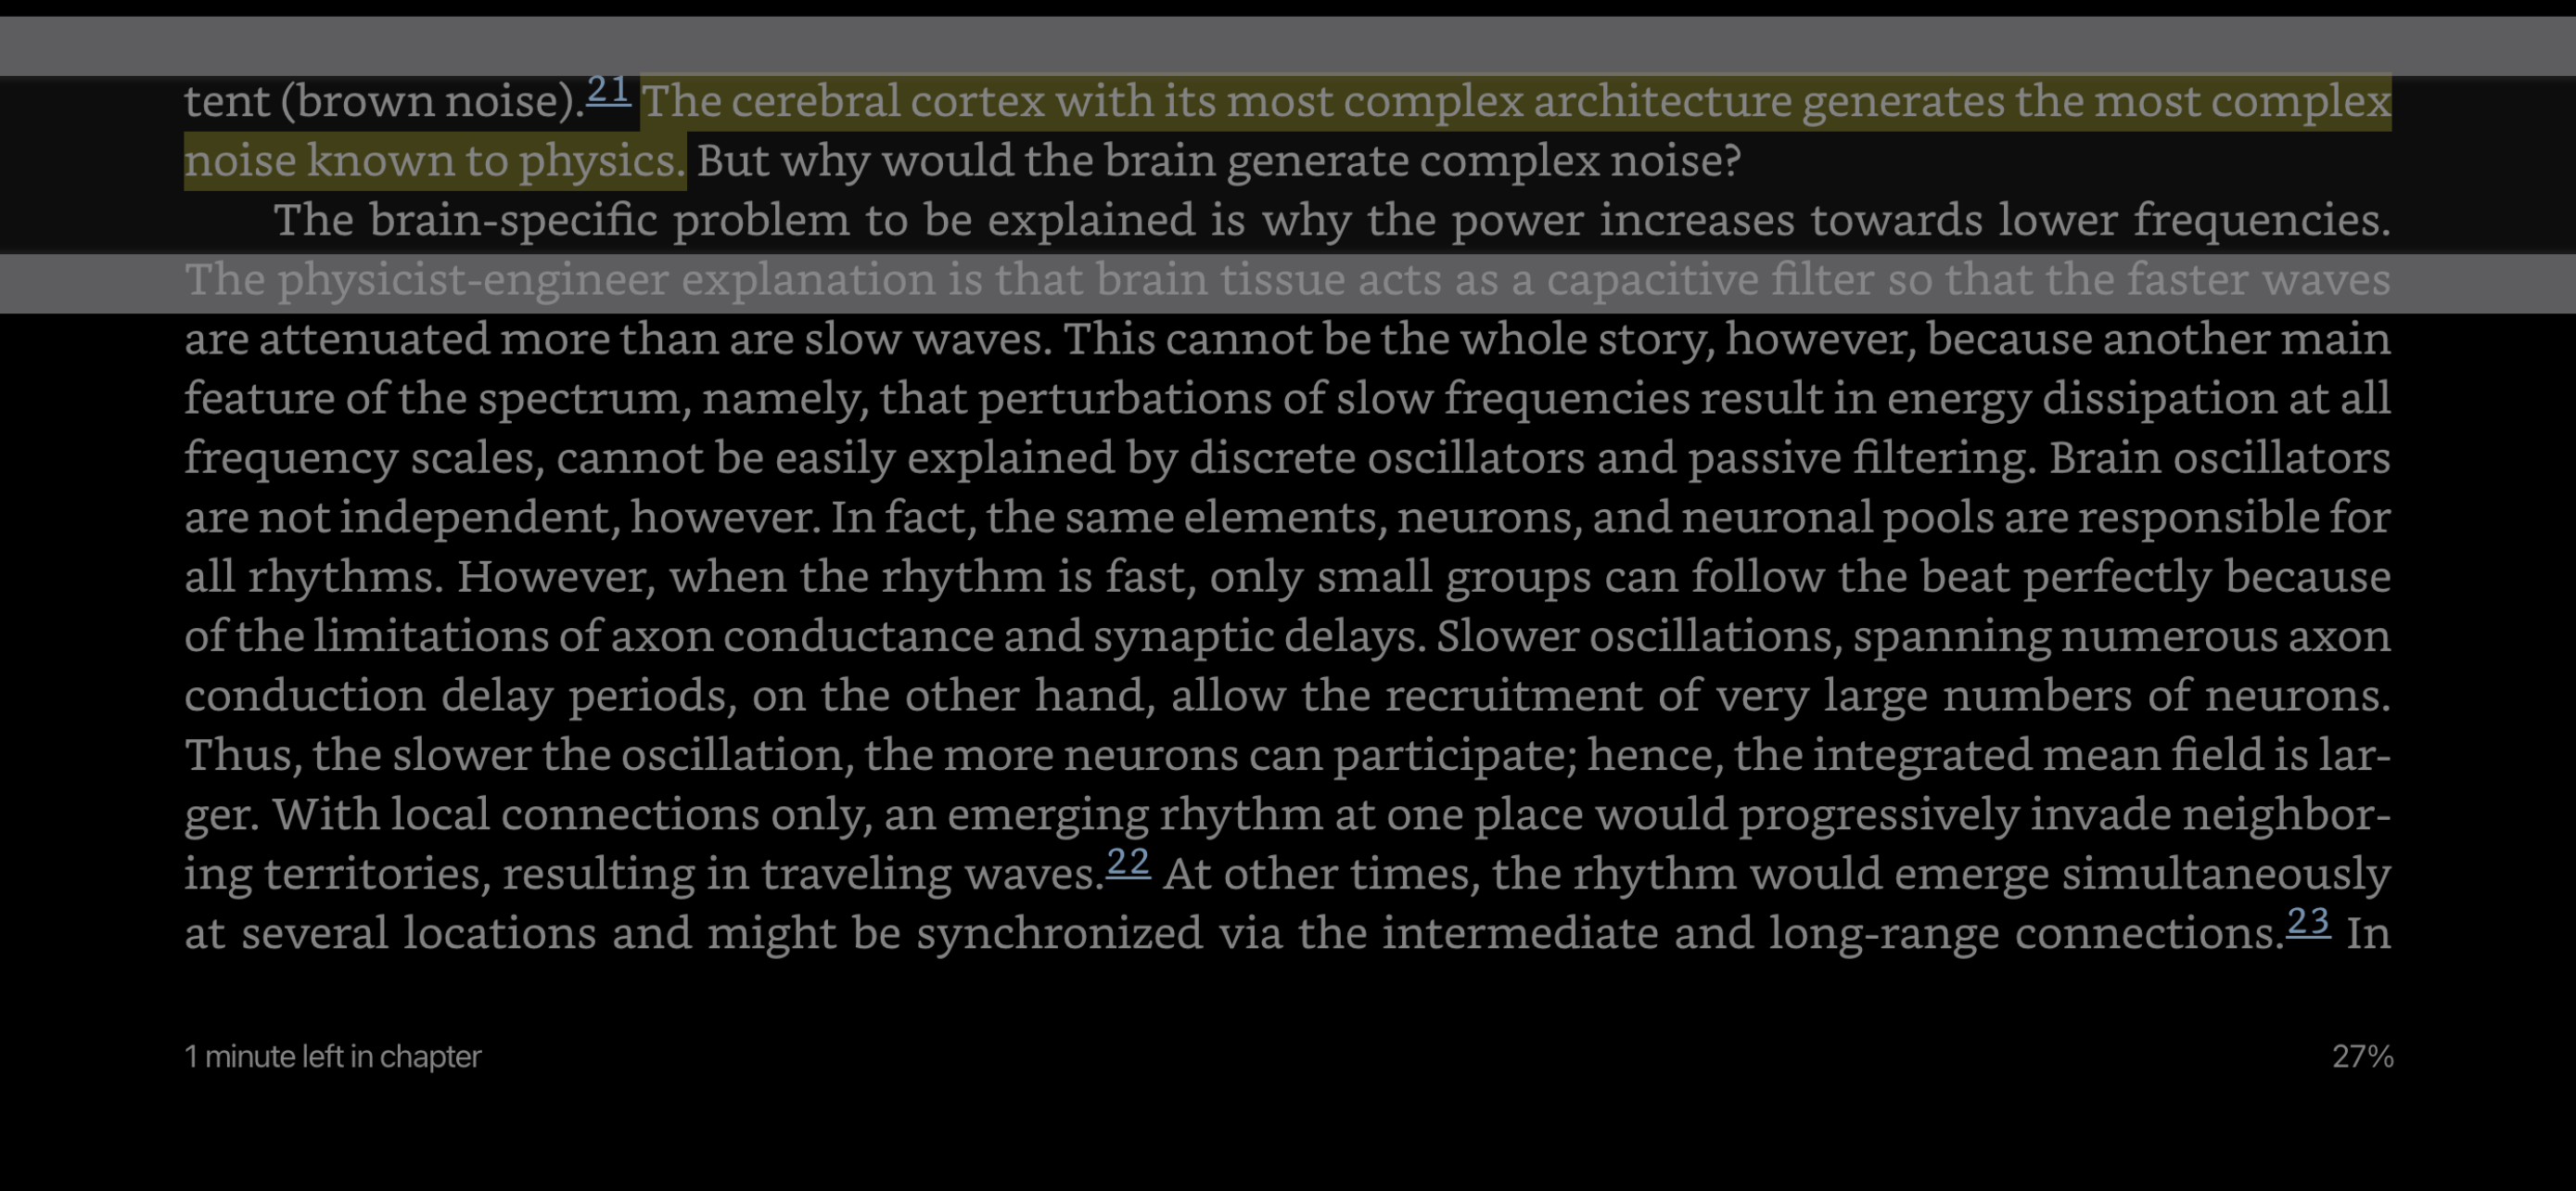 tent (brown noise).21 The cerebral cortex with its most complex architecture generates the most complex
noise known to physics. But why would the brain generate complex noise?
The brain-specific problem to be explained is why the power increases towards lower frequencies.
The physicist-engineer explanation is that brain tissue acts as a capacitive filter so that the faster waves
are attenuated more than are slow waves. This cannot be the whole story, however, because another main
feature of the spectrum, namely, that perturbations of slow frequencies result in energy dissipation at all
frequency scales, cannot be easily explained by discrete oscillators and passive filtering. Brain oscillators
are not independent, however. In fact, the same elements, neurons, and neuronal pools are responsible for
all rhythms. However, when the rhythm is fast, only small groups can follow the beat perfectly because
of the limitations of axon conductance and synaptic delays. Slower oscillations, spanning numerous axon
conduction delay periods, on the other hand, allow the recruitment of very large numbers of neurons.
Thus, the slower the oscillation, the more neurons can participate; hence, the integrated mean field is lar-
ger. With local connections only, an emerging rhythm at one place would progressively invade neighbor-
ing territories, resulting in traveling waves.22 At other times, the rhythm would emerge simultaneously
at several locations and might be synchronized via the intermediate and long-range connections.23 In
1 minute left in chapter
27%